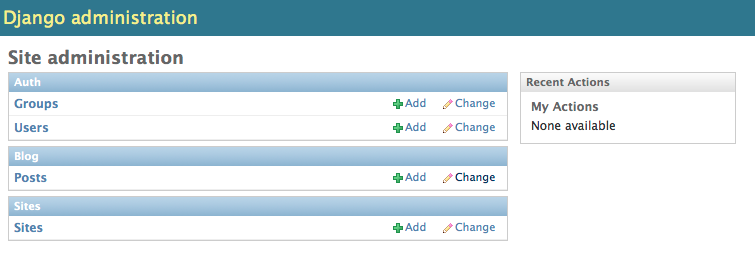 Django administration
Site administration
Auth
Groups Add Change
Users Add Change
Blog
Posts Add Change
Sites
Sites Add Change
Recent Actions
My Actions
None available